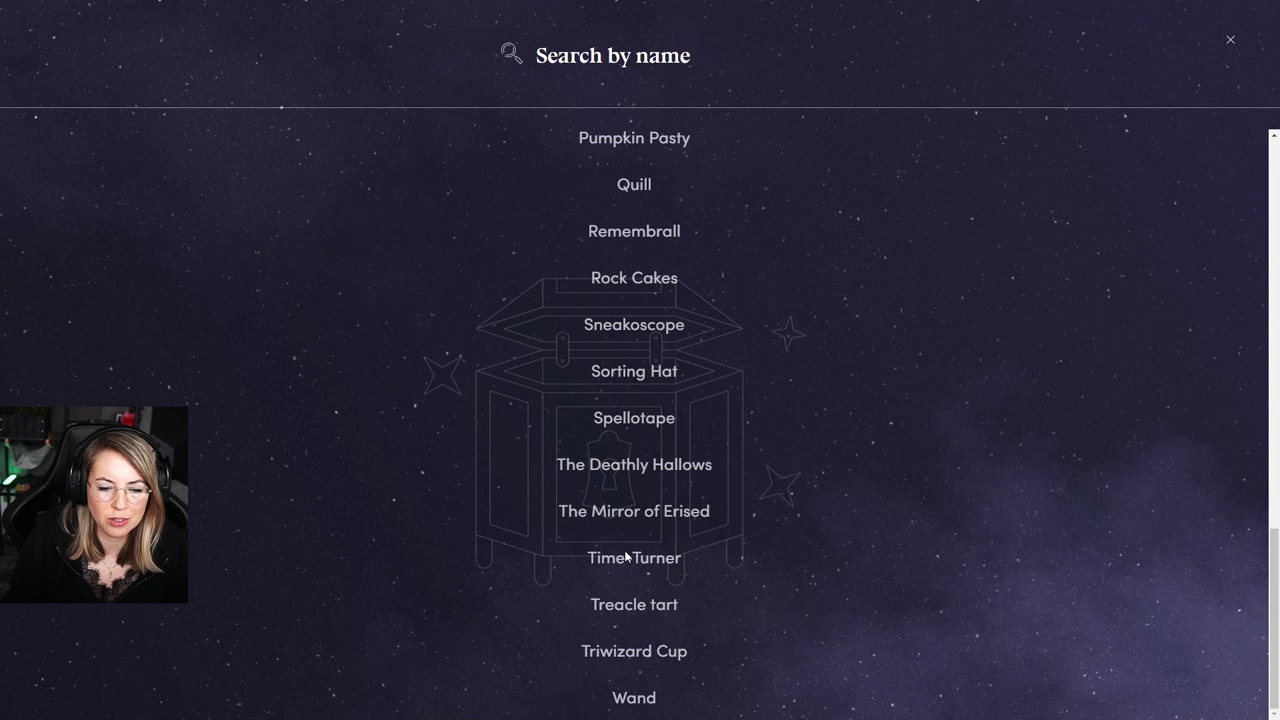 Search by name
Pumpkin Pasty
Quill
Remembrall
Rock Cakes
Sneakoscope
Sorting Hat
Spellotape
The Deathly Hallows
The Mirror of Erised
Time-Turner
Treacle tart
Triwizard Cup
Wand